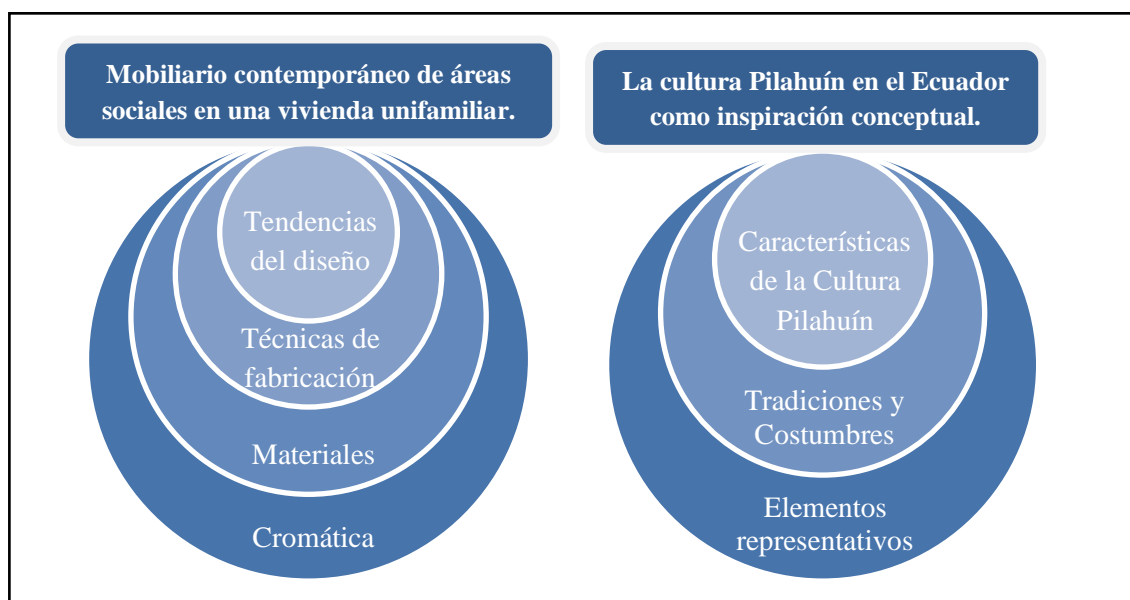 Mobiliario contemporáneo de áreas
sociales en una vivienda unifamiliar.
Tendencias
del diseño
Técnicas de
fabricación
Materiales
Cromática
La cultura Pilahuín en el Ecuador
como inspiración conceptual.
Características
de la Cultura
Pilahuín
Tradiciones y
Costumbres
Elementos
representativos